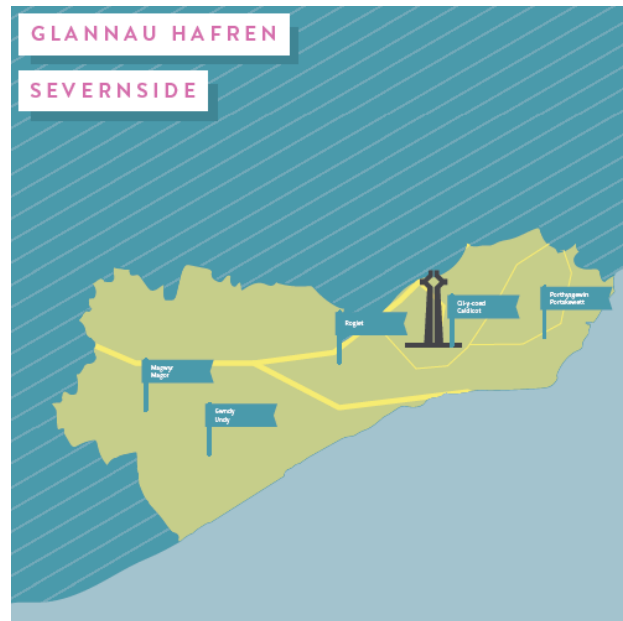 GLANNAU HAFREN
SEVERNSIDE
Rogiet
Cil-y-coed
Caldicot
Porthysgewin
Portskewett
Magwyr
Magor
Gwndy
Undy